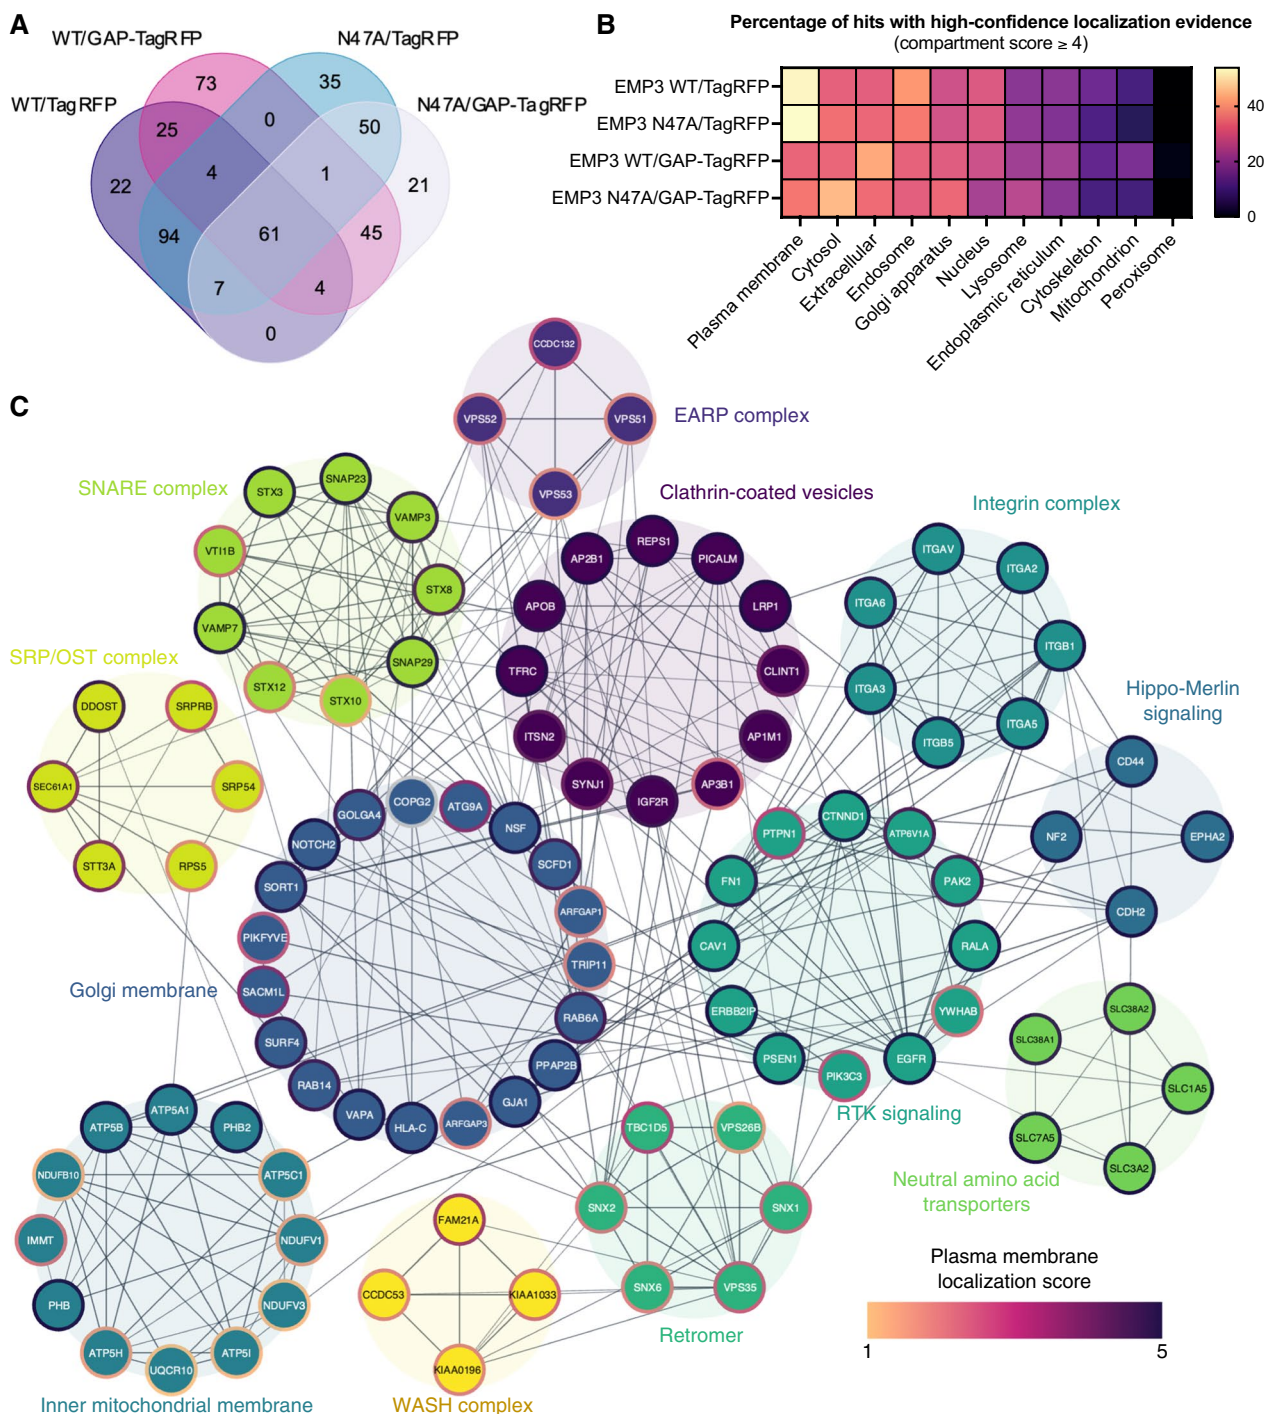 A
WT/GAP-TagRFP
N47A/TagRFP
WT/TagRFP
N47A/GAP-TagRFP
73
35
25
0
50
22
4
1
21
94
61
45
7
4
0
B
Percentage of hits with high-confidence localization evidence
(compartment score ≥ 4)
EMP3 WT/TagRFP
EMP3 N47A/TagRFP
EMP3 WT/GAP-TagRFP
EMP3 N47A/GAP-TagRFP
40
20
0
Plasma membrane
Cytosol
Extracellular
Endosome
Golgi apparatus
Nucleus
Lysosome
Endoplasmic reticulum
Cytoskeleton
Mitochondrion
Peroxisome
C
CCDC132
VPS52
VPS51
VPS53
EARP complex
SNARE complex
STX3
SNAP23
VAMP3
VTI1B
STX8
VAMP7
SNAP29
STX12
STX10
Clathrin-coated vesicles
REPS1
AP2B1
PICALM
APOB
LRP1
TFRC
CLINT1
ITSN2
AP1M1
SYNJ1
AP3B1
IGF2R
Integrin complex
ITGAV
ITGA2
ITGA6
ITGB1
ITGA3
ITGA5
ITGB5
Hippo-Merlin
signaling
CD44
NF2
EPHA2
CDH2
SRP/OST complex
DDOST
SRPRB
SEC61A1
SRP54
STT3A
RPS5
Golgi membrane
COPG2
GOLGA4
ATG9A
NOTCH2
NSF
SORT1
SCFD1
PIKFYVE
ARFGAP1
SACM1L
TRIP11
SURF4
RAB6A
RAB14
PPAP2B
VAPA
GJA1
HLA-C
ARFGAP3
PTPN1
CTNND1
ATP6V1A
FN1
PAK2
CAV1
RALA
ERBB2IP
YWHAB
PSEN1
EGFR
PIK3C3
RTK signaling
SLC38A2
SLC38A1
SLC1A5
SLC7A5
SLC3A2
Neutral amino acid
transporters
ATP5A1
ATP5B
PHB2
NDUFB10
ATP5C1
IMMT
NDUFV1
PHB
NDUFV3
ATP5H
ATP5I
UQCR10
Inner mitochondrial membrane
FAM21A
CCDC53
KIAA1033
KIAA0196
WASH complex
TBC1D5
VPS26B
SNX2
SNX1
SNX6
VPS35
Retromer
Plasma membrane
localization score
1
5